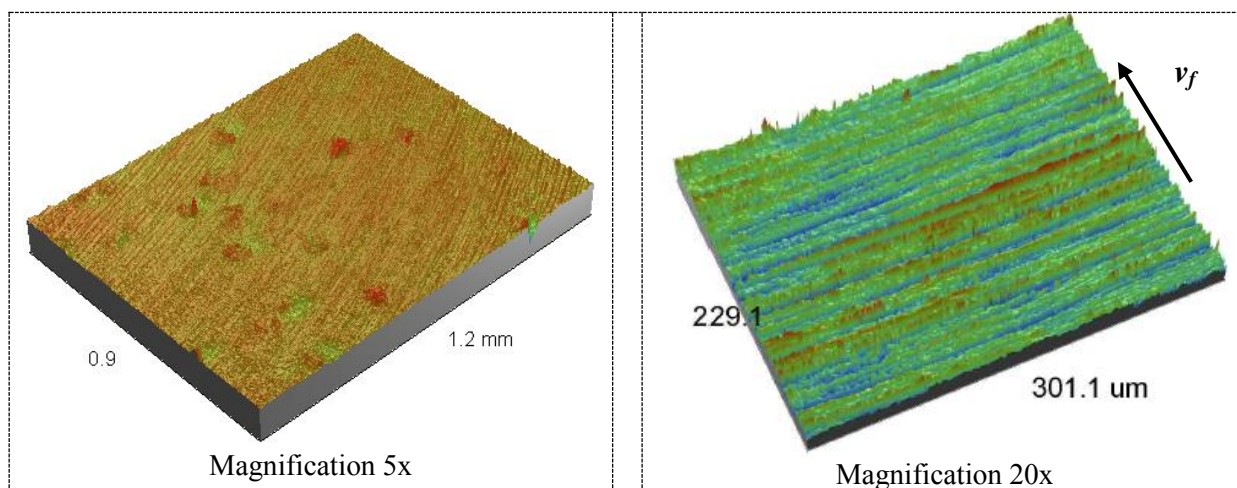 0.9
1.2 mm
Magnification 5x
v_f
229.1
301.1 um
Magnification 20x